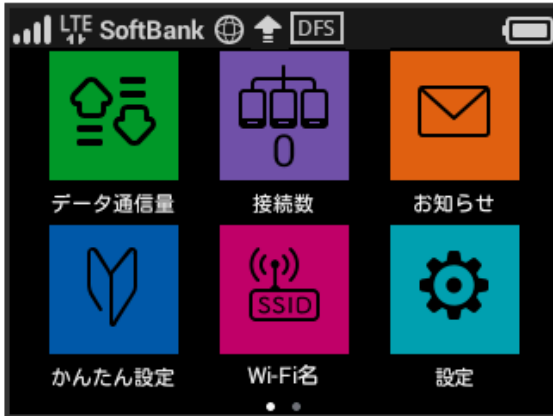 LTE SoftBank DFS
0
データ通信量 接続数 お知らせ
SSID
かんたん設定 Wi-Fi名 設定